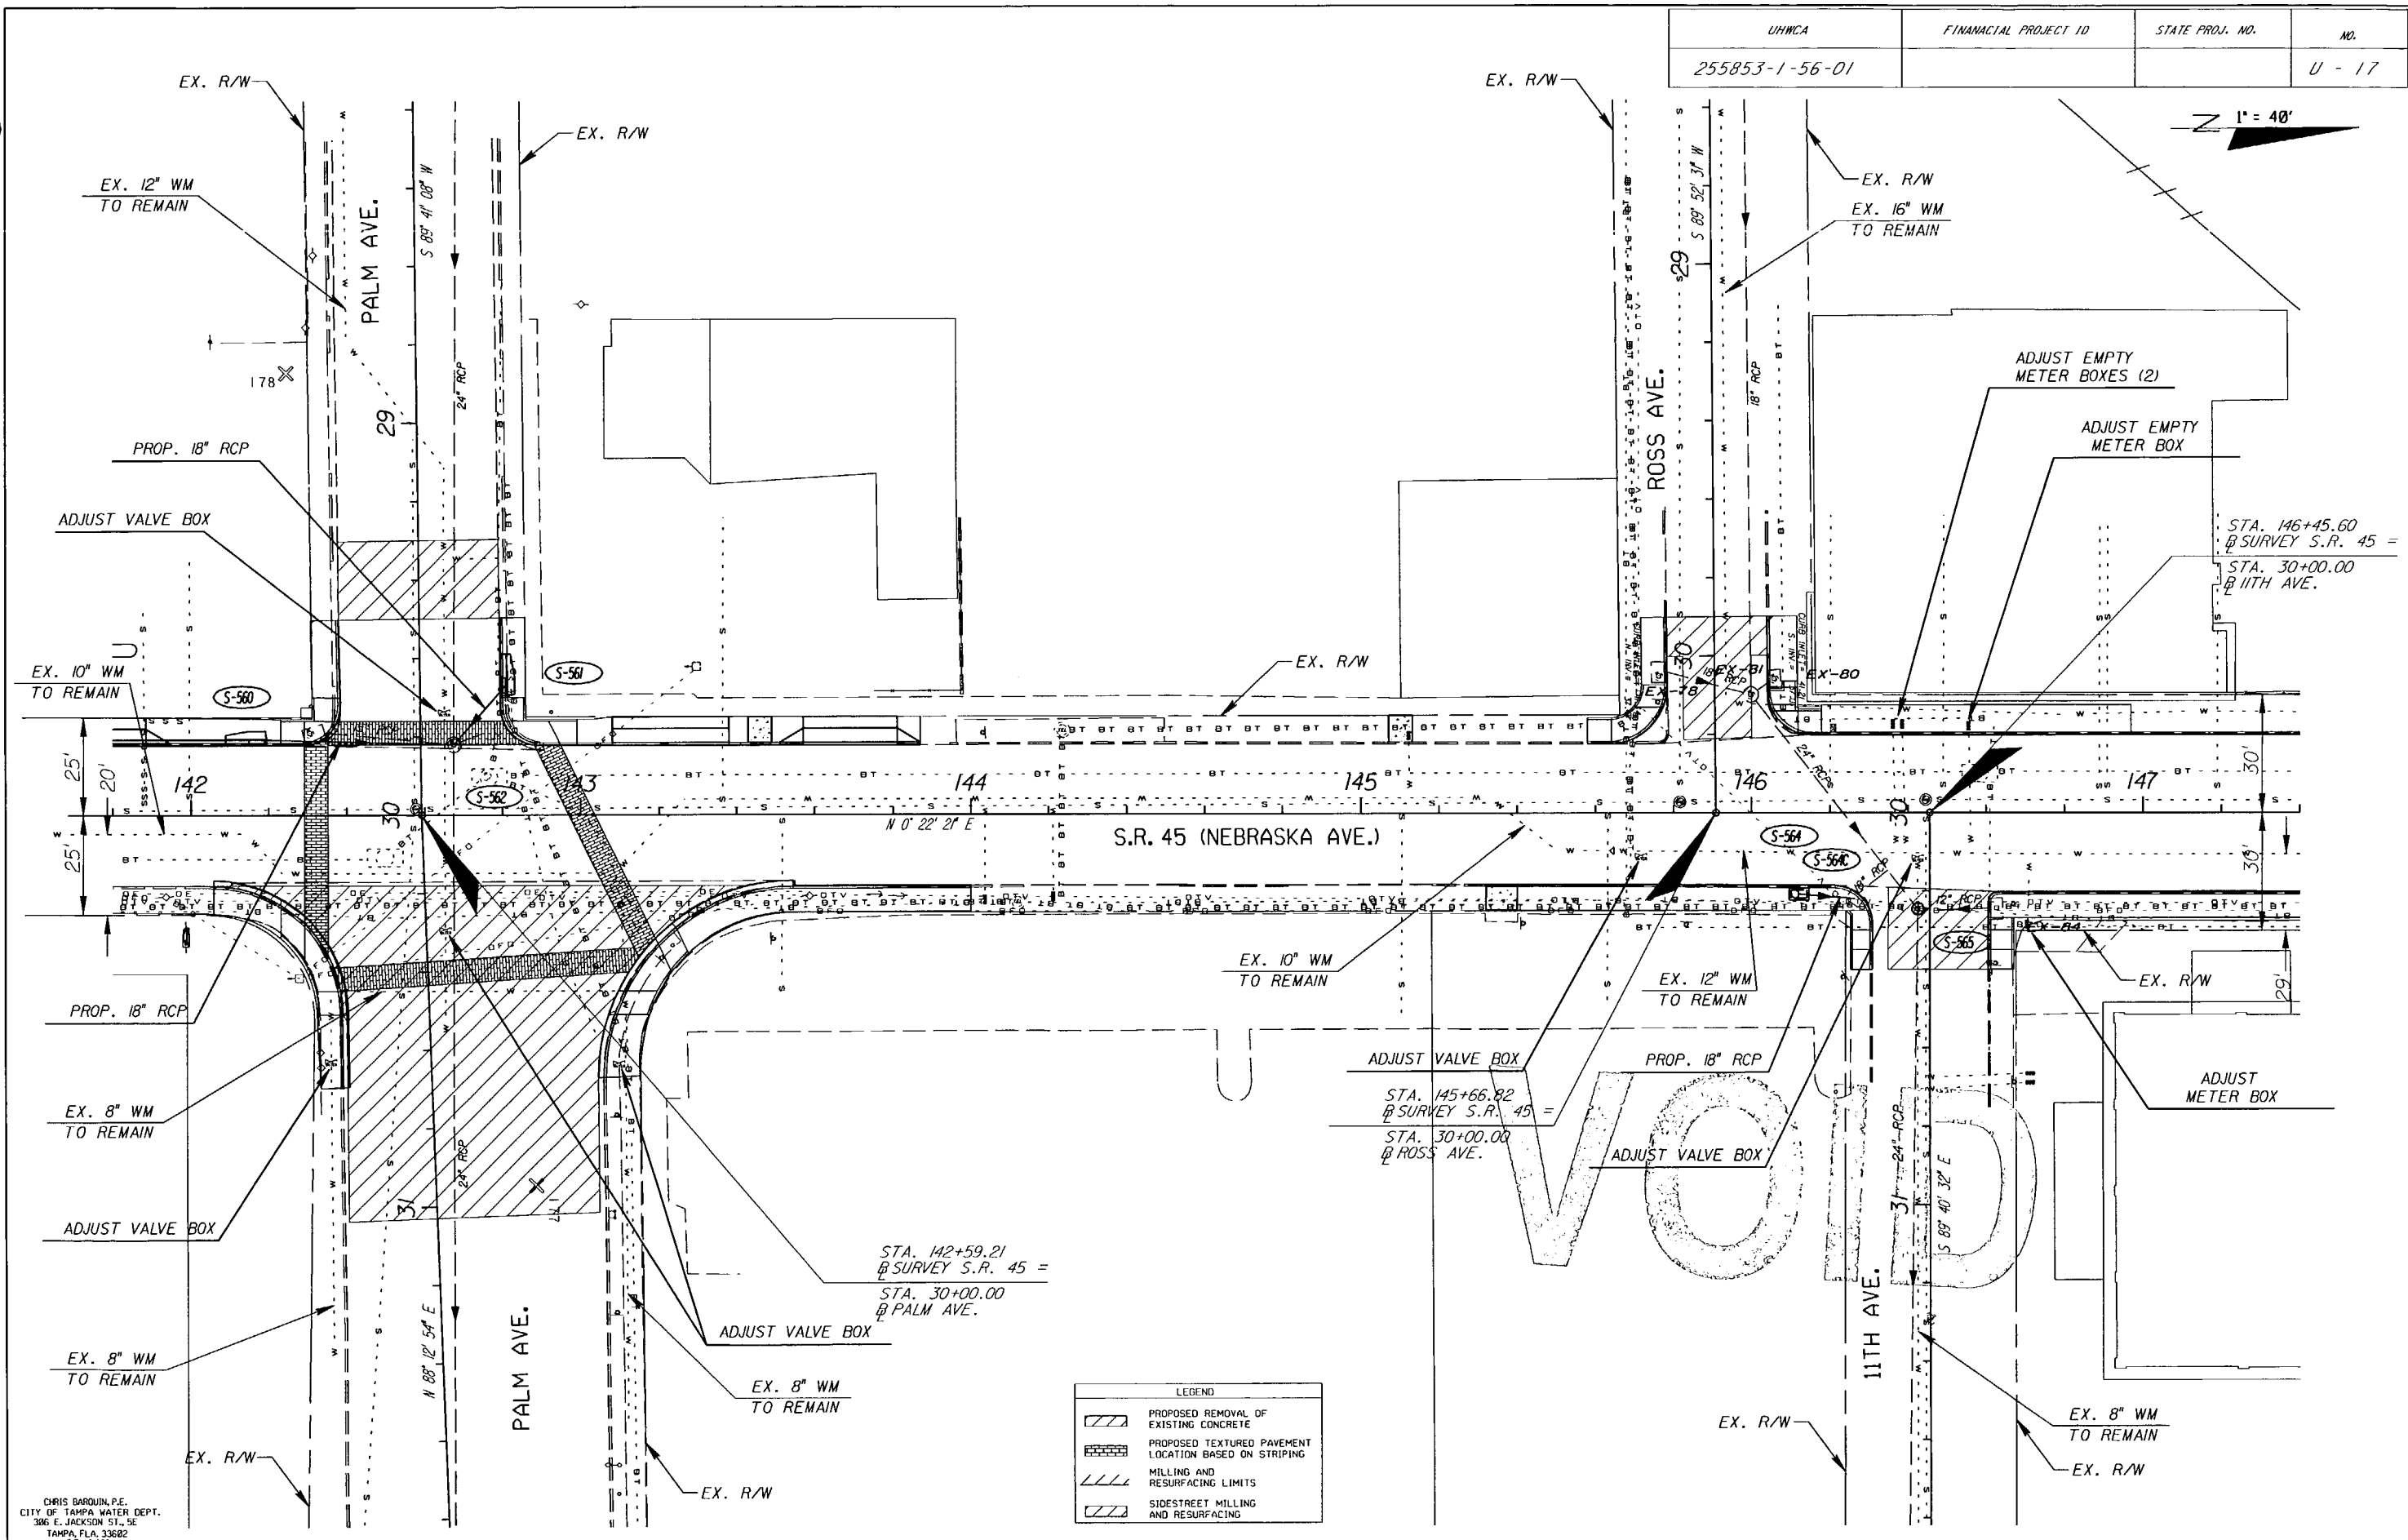 UHWCA
FINANACIAL PROJECT ID
STATE PROJ. NO.
NO.
255853-1-56-01
U - 17
EX. R/W
EX. R/W
EX. R/W
EX. R/W
1" = 40'
EX. 12" WM
TO REMAIN
PALM AVE.
S 89° 41' 08" W
24" RCP
S 89° 52' 31" W
EX. 16" WM
TO REMAIN
29
178
29
ROSS AVE.
18" RCP
ADJUST EMPTY
METER BOXES (2)
ADJUST EMPTY
METER BOX
PROP. 18" RCP
ADJUST VALVE BOX
STA. 146+45.60
SURVEY S.R. 45 =
STA. 30+00.00
11TH AVE.
EX. 10" WM
TO REMAIN
S-560
S-561
EX. R/W
30
EX-78
EX-81
EX-80
25'
20'
25'
142
143
144
145
146
147
30'
30'
29'
S-562
30
24" RCPS
30
N 0° 22' 21" E
S.R. 45 (NEBRASKA AVE.)
S-564
S-564C
18" RCP
12" RCP
S-565
EX-84
EX. R/W
EX. 10" WM
TO REMAIN
EX. 12" WM
TO REMAIN
PROP. 18" RCP
ADJUST VALVE BOX
PROP. 18" RCP
STA. 145+66.82
SURVEY S.R. 45 =
STA. 30+00.00
ROSS AVE.
ADJUST VALVE BOX
ADJUST
METER BOX
VOID
EX. 8" WM
TO REMAIN
24" RCP
31
177
24" RCP
31
S 89° 40' 32" E
11TH AVE.
ADJUST VALVE BOX
STA. 142+59.21
SURVEY S.R. 45 =
STA. 30+00.00
PALM AVE.
N 88° 12' 54" E
PALM AVE.
ADJUST VALVE BOX
EX. 8" WM
TO REMAIN
EX. 8" WM
TO REMAIN
EX. R/W
EX. R/W
EX. R/W
EX. 8" WM
TO REMAIN
EX. R/W
LEGEND
PROPOSED REMOVAL OF
EXISTING CONCRETE
PROPOSED TEXTURED PAVEMENT
LOCATION BASED ON STRIPING
MILLING AND
RESURFACING LIMITS
SIDESTREET MILLING
AND RESURFACING
CHRIS BARQUIN, P.E.
CITY OF TAMPA WATER DEPT.
306 E. JACKSON ST., 5E
TAMPA, FLA. 33602